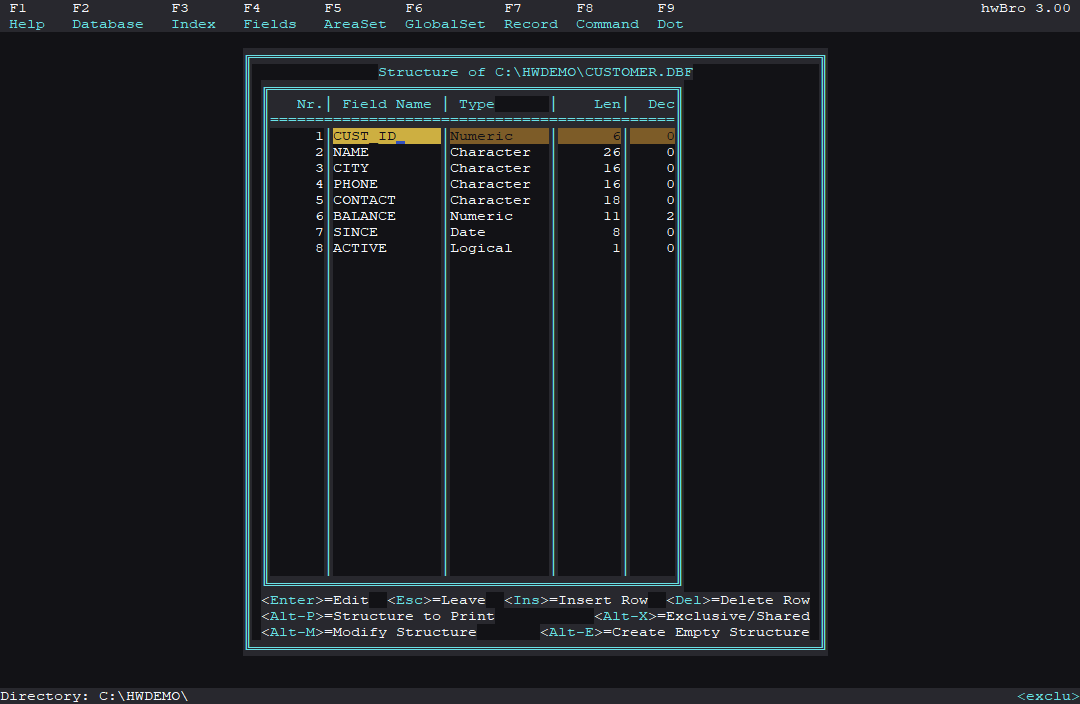 F1 F2 F3 F4 F5 F6 F7 F8 F9 hwBro 3.00
Help Database Index Fields AreaSet GlobalSet Record Command Dot
Structure of C:\HWDEMO\CUSTOMER.DBF
Nr. Field Name Type Len Dec
1 CUST_ID Numeric 6 0
2 NAME Character 26 0
3 CITY Character 16 0
4 PHONE Character 16 0
5 CONTACT Character 18 0
6 BALANCE Numeric 11 2
7 SINCE Date 8 0
8 ACTIVE Logical 1 0
<Enter>=Edit <Esc>=Leave <Ins>=Insert Row <Del>=Delete Row
<Alt-P>=Structure to Print <Alt-X>=Exclusive/Shared
<Alt-M>=Modify Structure <Alt-E>=Create Empty Structure
Directory: C:\HWDEMO\ <exclu>